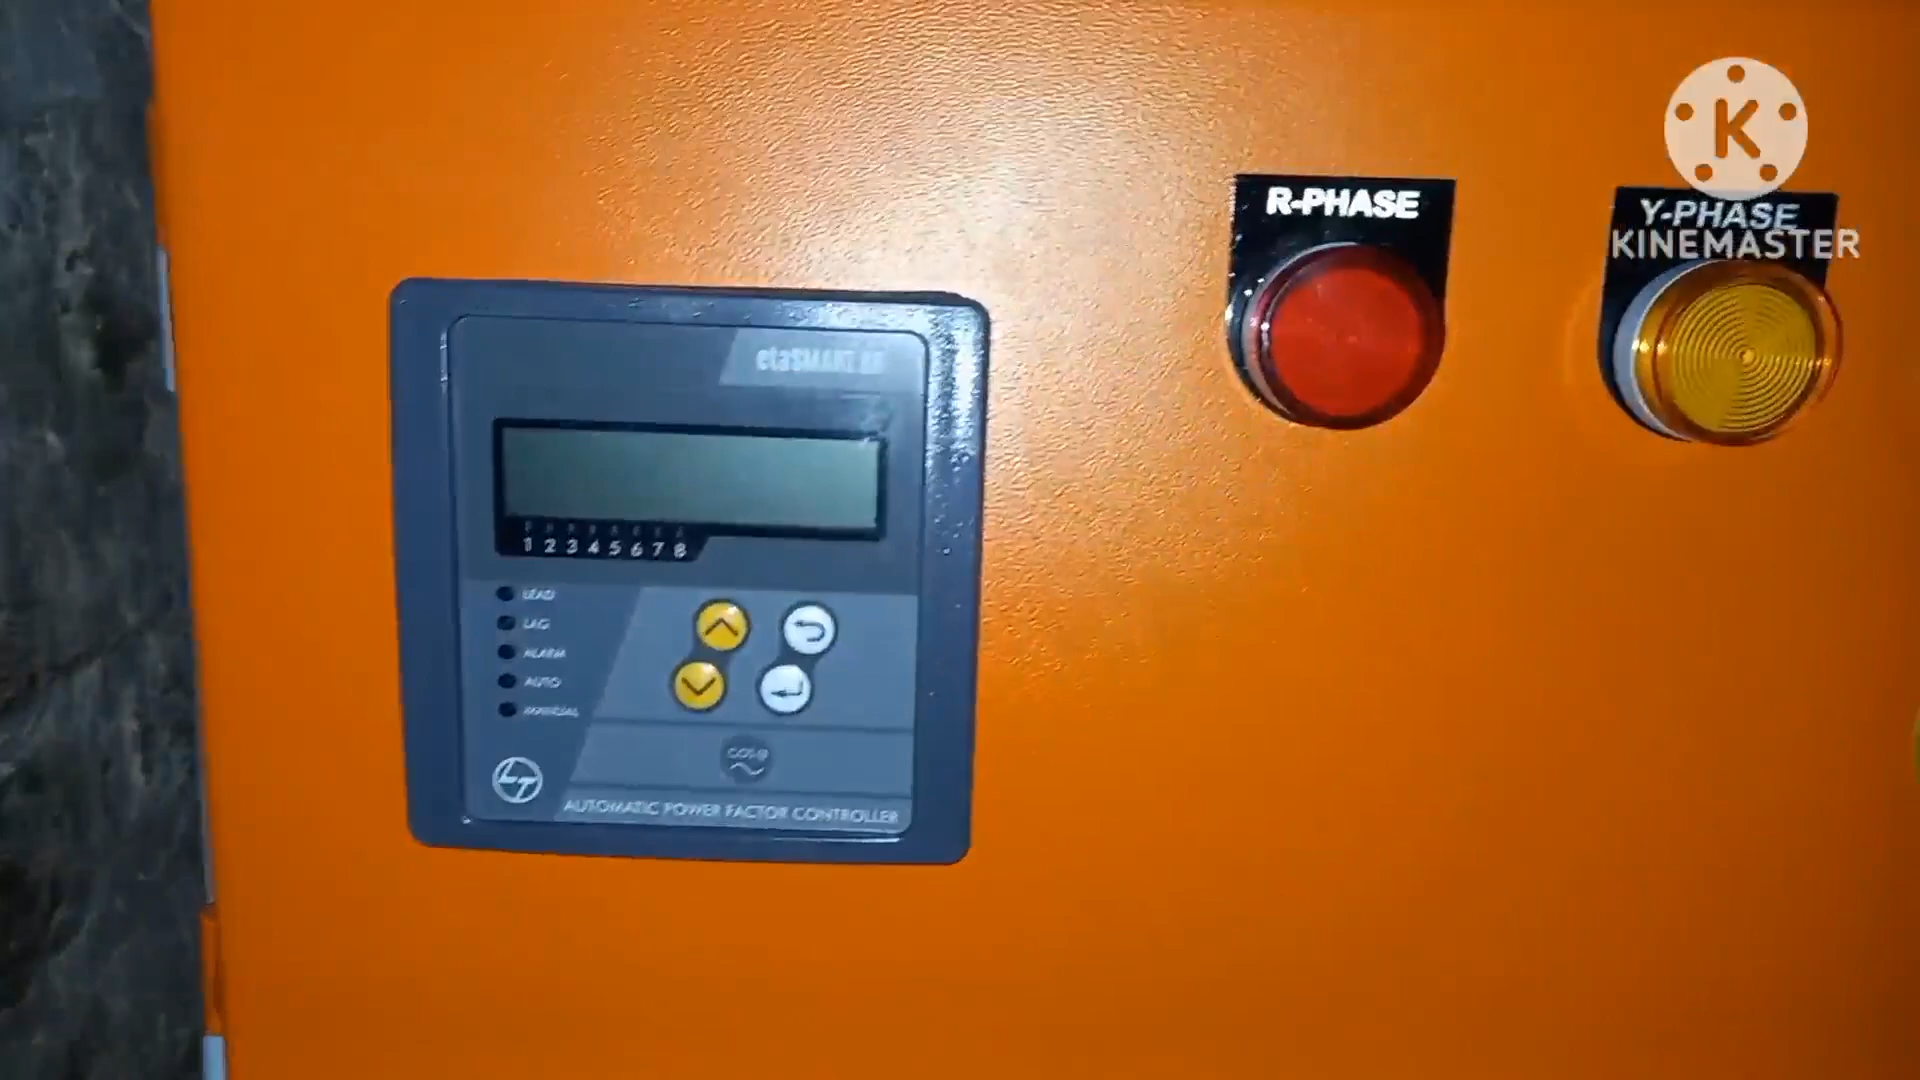 R-PHASE
Y-PHASE
K
KINEMASTER
etaSMART
1 2 3 4 5 6 7 8
LEAD
LAG
ALARM
AUTO
MANUAL
COS Ø
LT
AUTOMATIC POWER FACTOR CONTROLLER